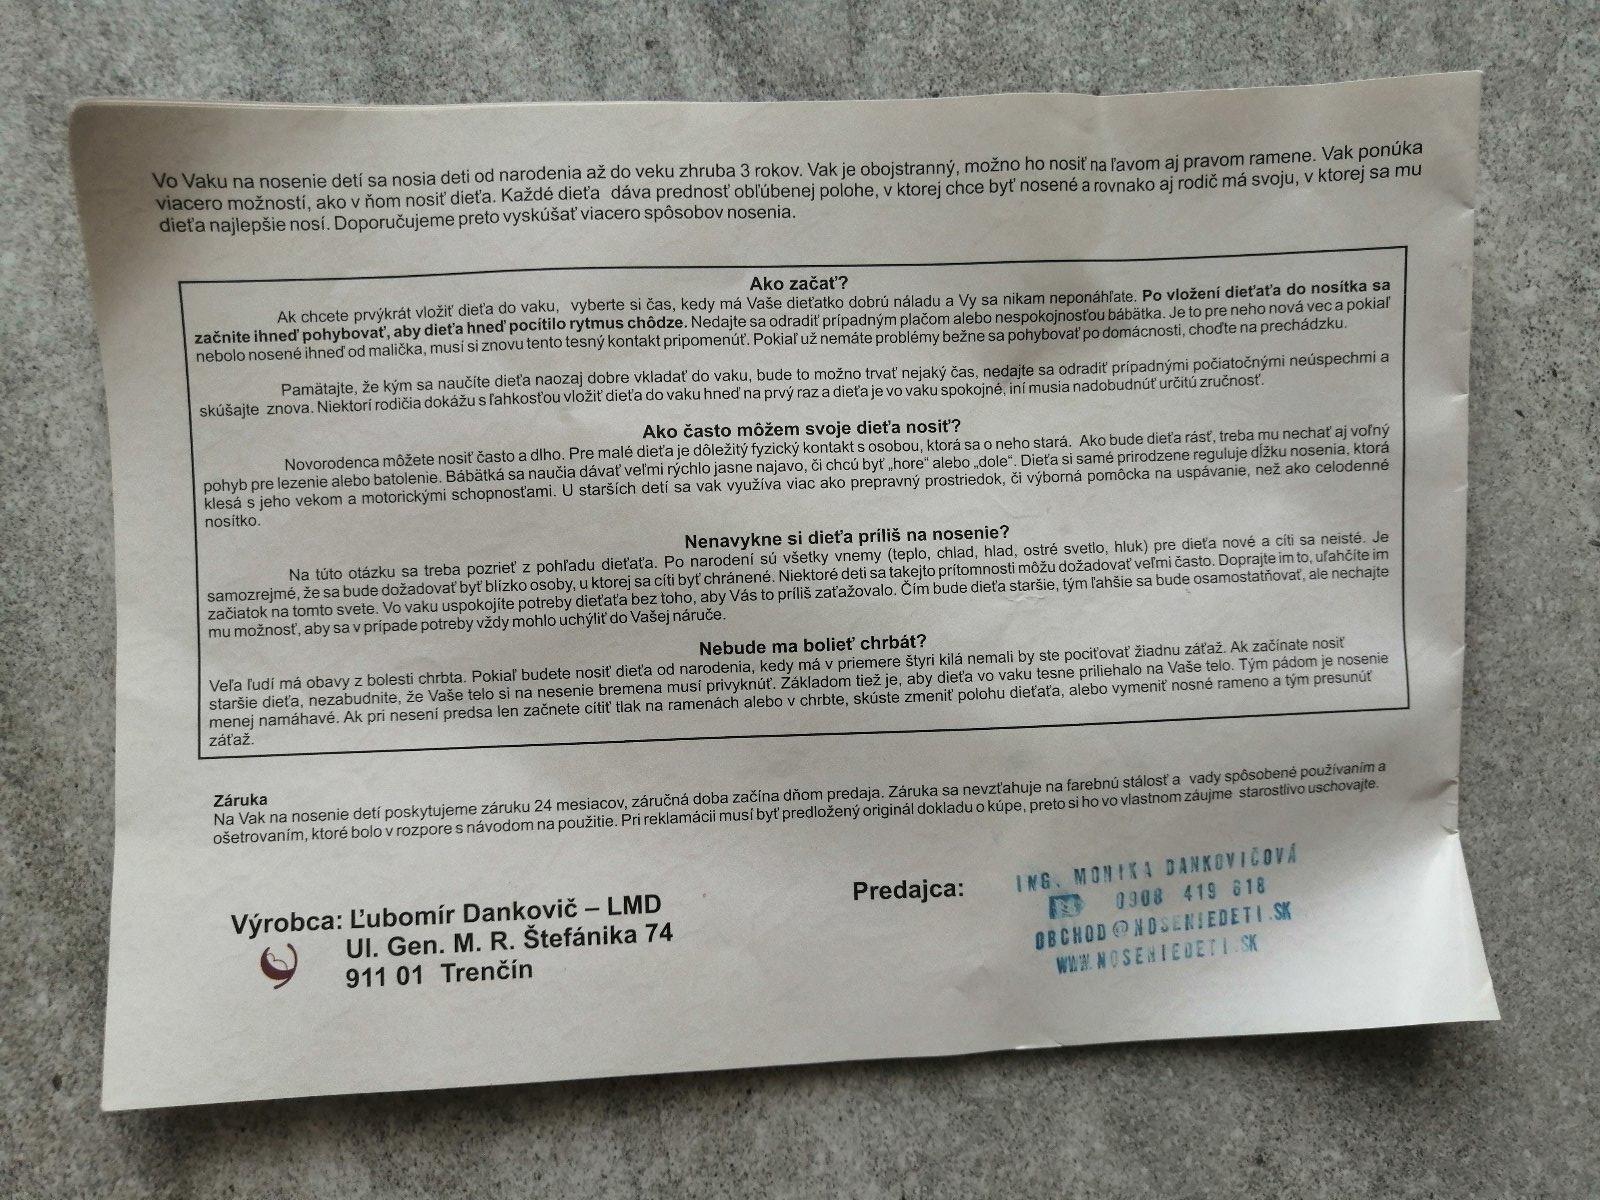 Vo Vaku na nosenie detí sa nosia deti od narodenia až do veku zhruba 3 rokov. Vak je obojstranný, možno ho nosiť na ľavom aj pravom ramene. Vak ponúka
viacero možností, ako v ňom nosiť dieťa. Každé dieťa dáva prednosť obľúbenej polohe, v ktorej chce byť nosené a rovnako aj rodič má svoju, v ktorej sa mu
dieťa najlepšie nosí. Doporučujeme preto vyskúšať viacero spôsobov nosenia.
Ako začať?
Ak chcete prvýkrát vložiť dieťa do vaku, vyberte si čas, kedy má Vaše dieťatko dobrú náladu a Vy sa nikam neponáhľate. Po vložení dieťaťa do nosítka sa
začnite ihneď pohybovať, aby dieťa hneď pocítilo rytmus chôdze. Nedajte sa odradiť prípadným plačom alebo nespokojnosťou bábätka. Je to pre neho nová vec a pokiaľ
nebolo nosené ihneď od malička, musí si znovu tento tesný kontakt pripomenúť. Pokiaľ už nemáte problémy bežne sa pohybovať po domácnosti, choďte na prechádzku.
Pamätajte, že kým sa naučíte dieťa naozaj dobre vkladať do vaku, bude to možno trvať nejaký čas, nedajte sa odradiť prípadnými počiatočnými neúspechmi a
skúšajte znova. Niektorí rodičia dokážu s ľahkosťou vložiť dieťa do vaku hneď na prvý raz a dieťa je vo vaku spokojné, iní musia nadobudnúť určitú zručnosť.
Ako často môžem svoje dieťa nosiť?
Novorodenca môžete nosiť často a dlho. Pre malé dieťa je dôležitý fyzický kontakt s osobou, ktorá sa o neho stará. Ako bude dieťa rásť, treba mu nechať aj voľný
pohyb pre lezenie alebo batolenie. Bábätká sa naučia dávať veľmi rýchlo jasne najavo, či chcú byť „hore“ alebo „dole“. Dieťa si samé prirodzene reguluje dĺžku nosenia, ktorá
klesá s jeho vekom a motorickými schopnosťami. U starších detí sa vak využíva viac ako prepravný prostriedok, či výborná pomôcka na uspávanie, než ako celodenné
nosítko.
Nenavykne si dieťa príliš na nosenie?
Na túto otázku sa treba pozrieť z pohľadu dieťaťa. Po narodení sú všetky vnemy (teplo, chlad, hlad, ostré svetlo, hluk) pre dieťa nové a cíti sa neisté. Je
samozrejmé, že sa bude dožadovať byť blízko osoby, u ktorej sa cíti byť chránené. Niektoré deti sa takejto prítomnosti môžu dožadovať veľmi často. Doprajte im to, uľahčíte im
začiatok na tomto svete. Vo vaku uspokojíte potreby dieťaťa bez toho, aby Vás to príliš zaťažovalo. Čím bude dieťa staršie, tým ľahšie sa bude osamostatňovať, ale nechajte
mu možnosť, aby sa v prípade potreby vždy mohlo uchýliť do Vašej náruče.
Nebude ma bolieť chrbát?
Veľa ľudí má obavy z bolesti chrbta. Pokiaľ budete nosiť dieťa od narodenia, kedy má v priemere štyri kilá nemali by ste pociťovať žiadnu záťaž. Ak začínate nosiť
staršie dieťa, nezabudnite, že Vaše telo si na nesenie bremena musí privyknúť. Základom tiež je, aby dieťa vo vaku tesne priliehalo na Vaše telo. Tým pádom je nosenie
menej namáhavé. Ak pri nesení predsa len začnete cítiť tlak na ramenách alebo v chrbte, skúste zmeniť polohu dieťaťa, alebo vymeniť nosné rameno a tým presunúť
záťaž.
Záruka
Na Vak na nosenie detí poskytujeme záruku 24 mesiacov, záručná doba začína dňom predaja. Záruka sa nevzťahuje na farebnú stálosť a vady spôsobené používaním a
ošetrovaním, ktoré bolo v rozpore s návodom na použitie. Pri reklamácii musí byť predložený originál dokladu o kúpe, preto si ho vo vlastnom záujme starostlivo uschovajte.
Výrobca: Ľubomír Dankovič – LMD
Ul. Gen. M. R. Štefánika 74
911 01 Trenčín
Predajca:
ING. MONIKA DANKOVIČOVÁ
0908 419 618
OBCHOD@NOSENIEDETI.SK
WWW.NOSENIEDETI.SK